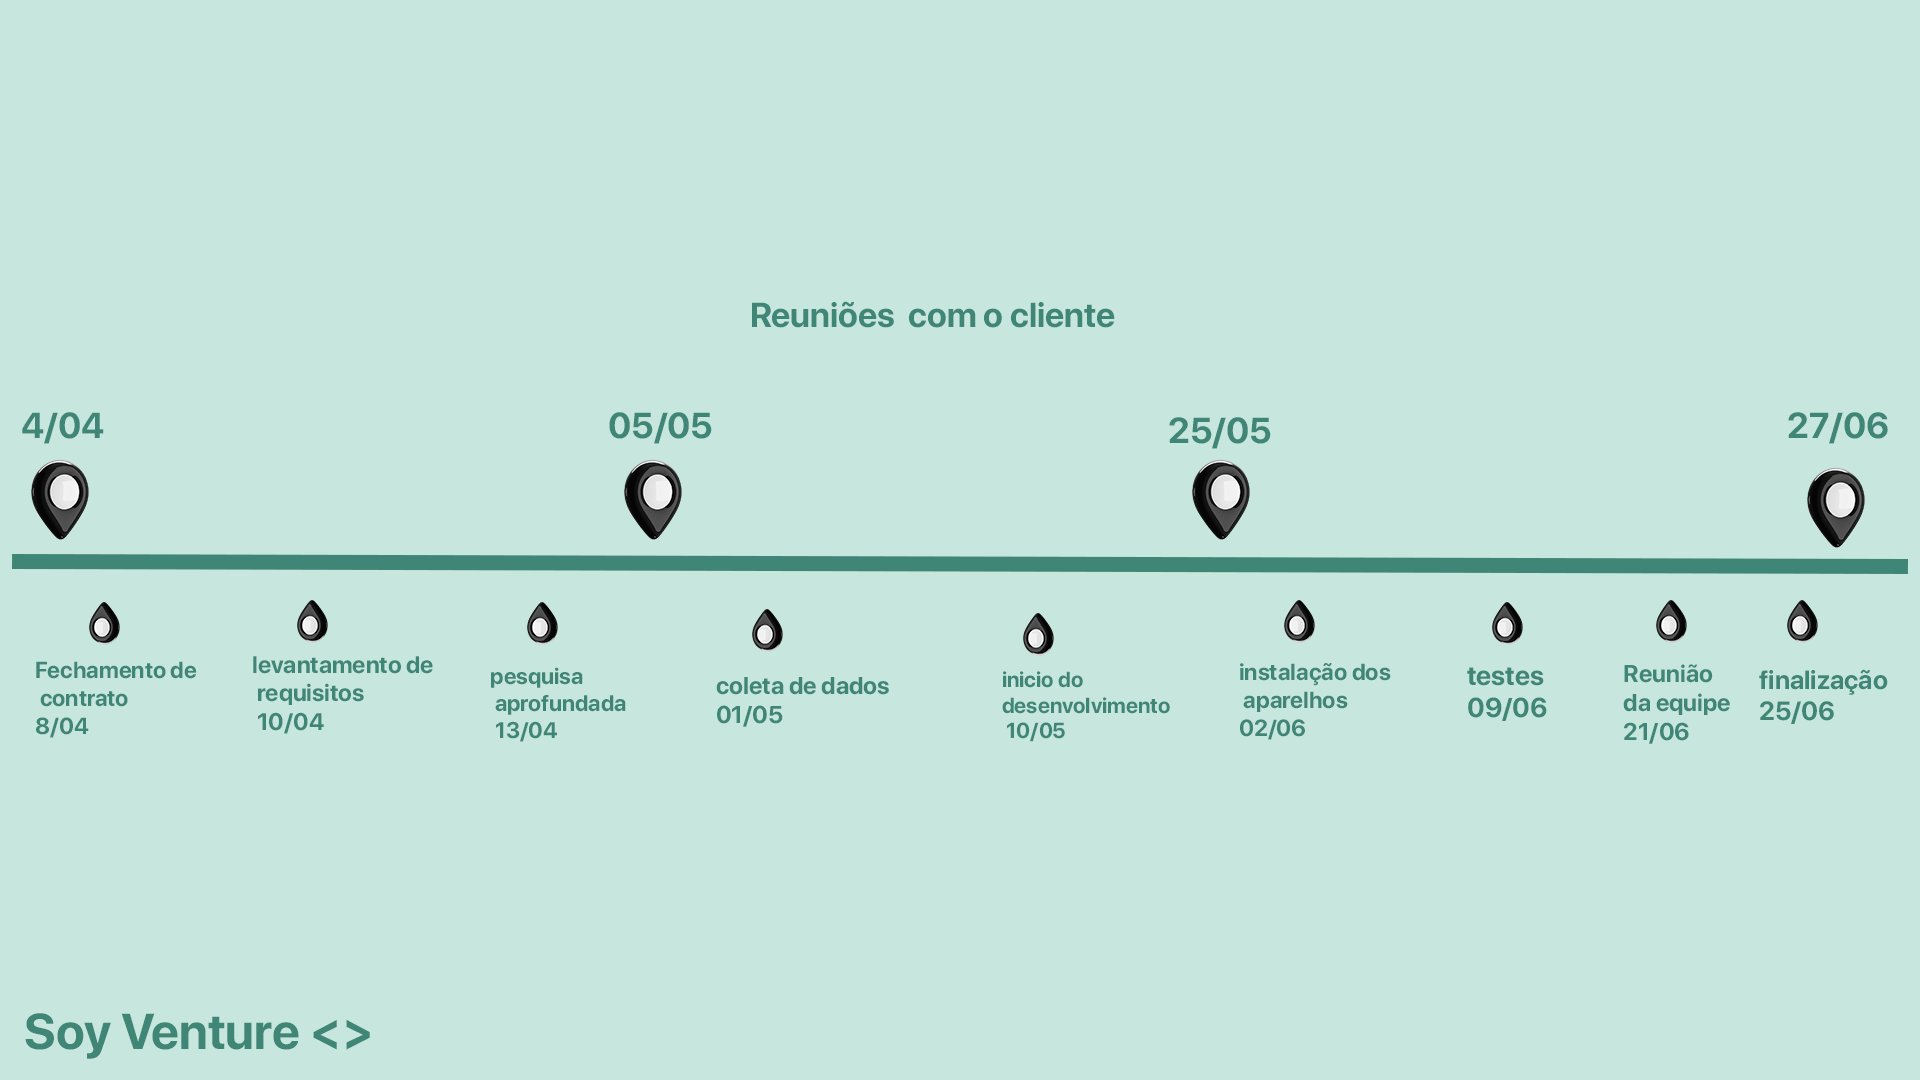 Reuniões  com o cliente
4/04
05/05
25/05
27/06
Fechamento de
contrato
8/04
levantamento de
requisitos
10/04
pesquisa
aprofundada
13/04
coleta de dados
01/05
inicio do
desenvolvimento
10/05
instalação dos
aparelhos
02/06
testes
09/06
Reunião
da equipe
21/06
finalização
25/06
Soy Venture <>